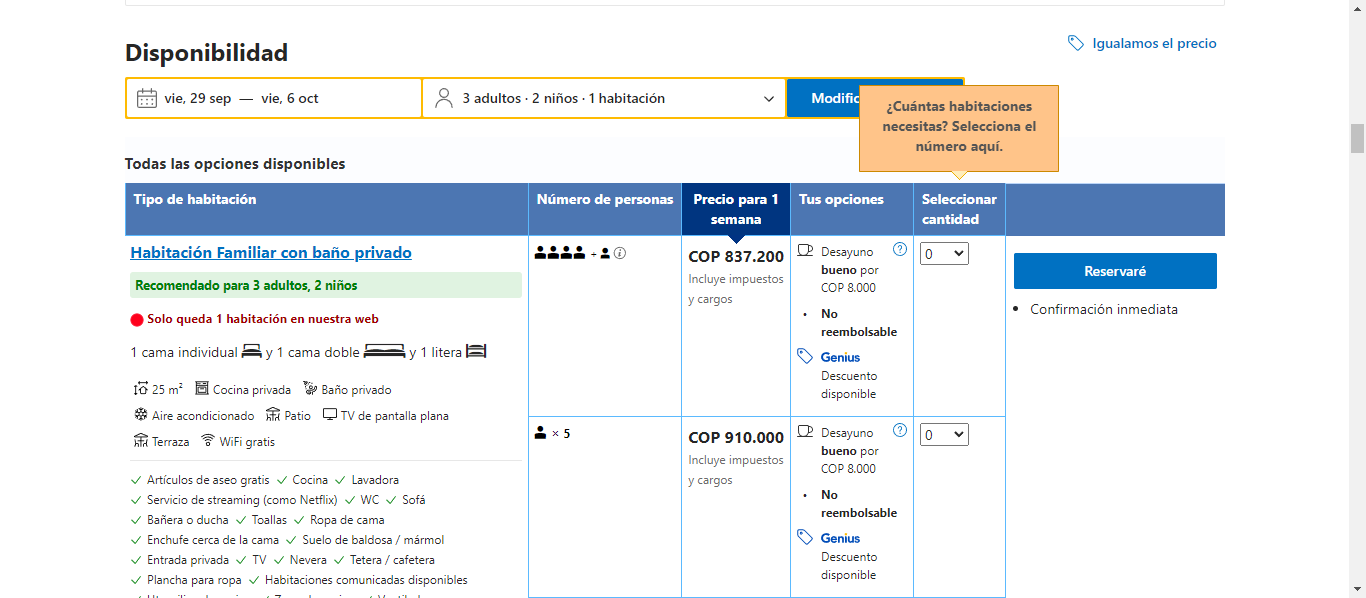 Disponibilidad
Igualamos el precio
vie, 29 sep — vie, 6 oct
3 adultos · 2 niños · 1 habitación
Modific
¿Cuántas habitaciones
necesitas? Selecciona el
número aquí.
Todas las opciones disponibles
Tipo de habitación
Número de personas
Precio para 1
semana
Tus opciones
Seleccionar
cantidad
Habitación Familiar con baño privado
Recomendado para 3 adultos, 2 niños
Solo queda 1 habitación en nuestra web
1 cama individual y 1 cama doble y 1 litera
25 m² Cocina privada Baño privado
Aire acondicionado Patio TV de pantalla plana
Terraza WiFi gratis
Artículos de aseo gratis Cocina Lavadora
Servicio de streaming (como Netflix) WC Sofá
Bañera o ducha Toallas Ropa de cama
Enchufe cerca de la cama Suelo de baldosa / mármol
Entrada privada TV Nevera Tetera / cafetera
Plancha para ropa Habitaciones comunicadas disponibles
+
COP 837.200
Incluye impuestos
y cargos
Desayuno
bueno por
COP 8.000
• No
reembolsable
Genius
Descuento
disponible
0
Reservaré
• Confirmación inmediata
× 5
COP 910.000
Incluye impuestos
y cargos
Desayuno
bueno por
COP 8.000
• No
reembolsable
Genius
Descuento
disponible
0